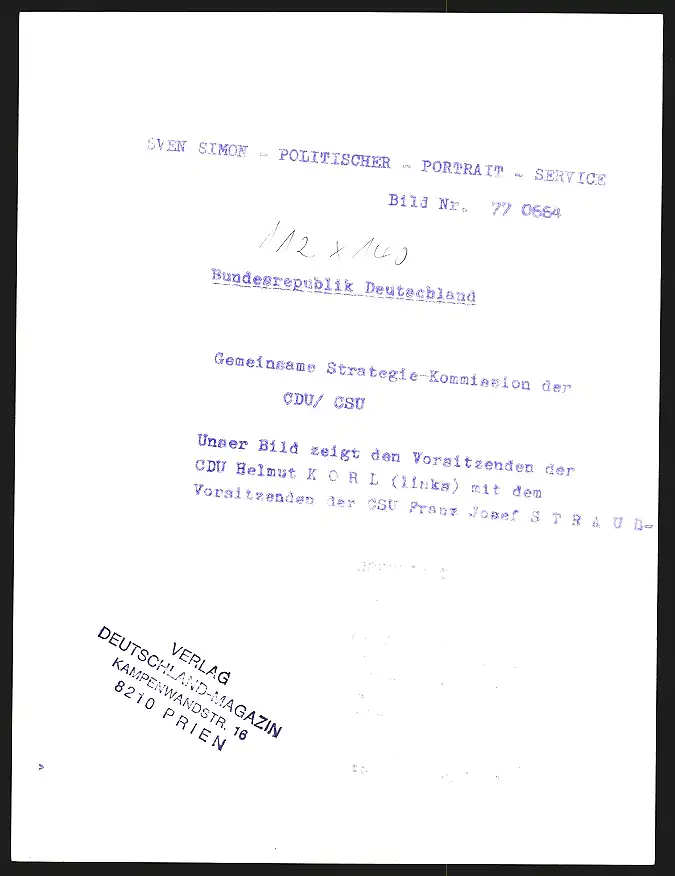 SVEN SIMON - POLITISCHER - PORTRAIT - SERVICE
Bild Nr. 77 0664
112 x 140
Bundesrepublik Deutschland
Gemeinsame Strategie-Kommission der
CDU/ CSU
Unser Bild zeigt den Vorsitzenden der
CDU Helmut K O R L (links) mit dem
Vorsitzenden der CSU Franz Josef S T R A U ß-
VERLAG
DEUTSCHLAND-MAGAZIN
KAMPENWANDSTR. 16
8210 PRIEN